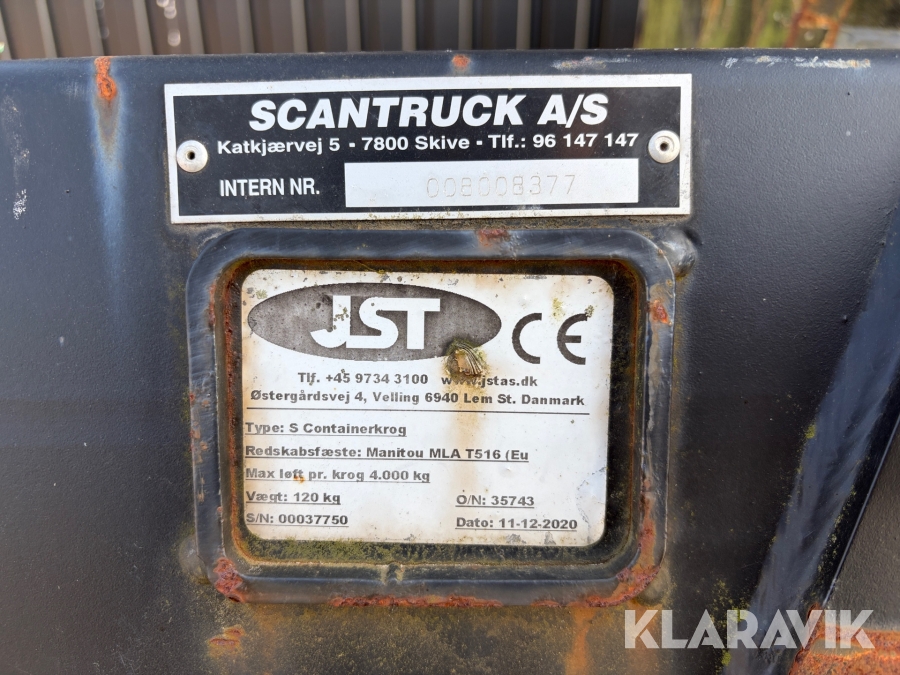 SCANTRUCK A/S
Katkjærvej 5 - 7800 Skive - Tlf.: 96 147 147
INTERN NR. 008008377
JST CE
Tlf. +45 9734 3100 www.jstas.dk
Østergårdsvej 4, Velling 6940 Lem St. Danmark
Type: S Containerkrog
Redskabsfæste: Manitou MLA T516 (Eu
Max løft pr. krog 4.000 kg
Vægt: 120 kg O/N: 35743
S/N: 00037750 Dato: 11-12-2020
KLARAVIK